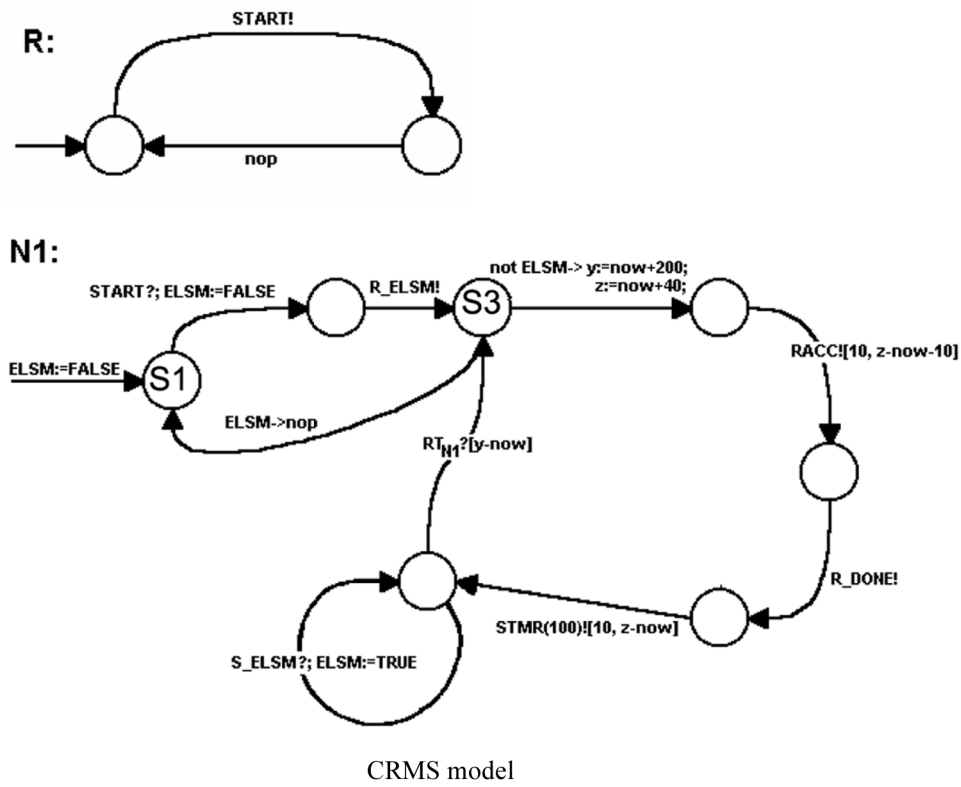 START!
R:
nop
N1:
not ELSM-> y:=now+200;
z:=now+40;
START?; ELSM:=FALSE
R_ELSM!
S3
RACC![10, z-now-10]
ELSM:=FALSE
S1
ELSM->nop
RT_N1?[y-now]
R_DONE!
STMR(100)![10, z-now]
S_ELSM?; ELSM:=TRUE
CRMS model